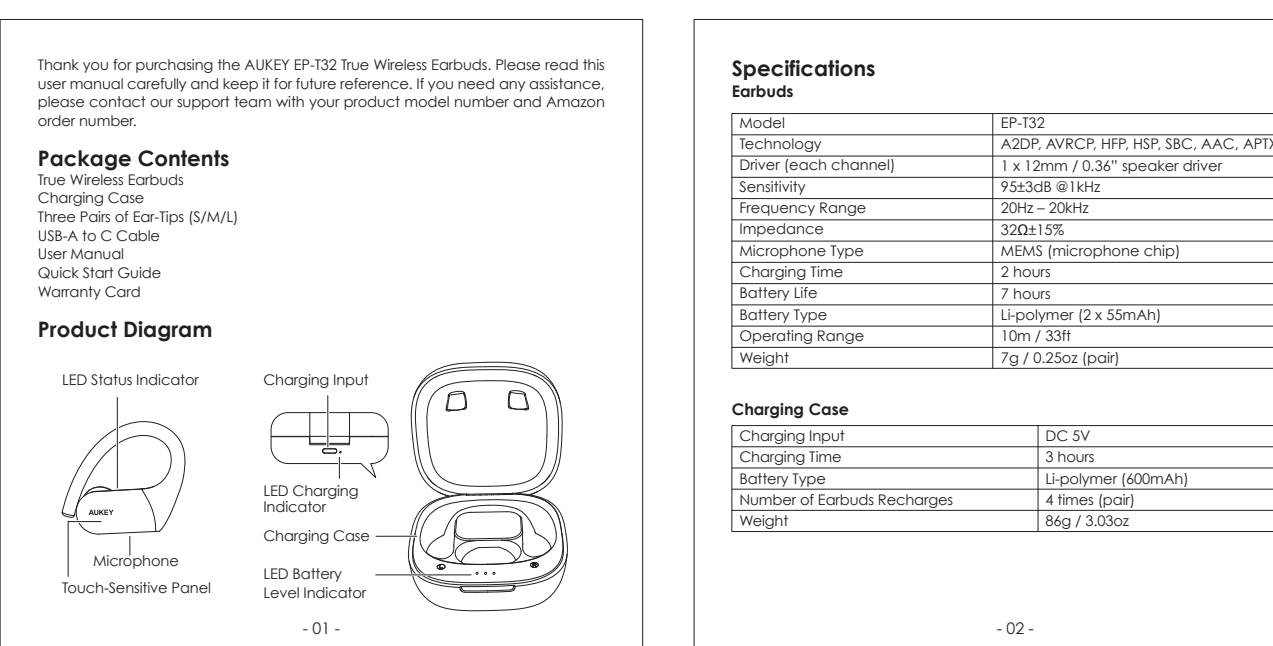 Thank you for purchasing the AUKEY EP-T32 True Wireless Earbuds. Please read this
user manual carefully and keep it for future reference. If you need any assistance,
please contact our support team with your product model number and Amazon
order number.
Package Contents
True Wireless Earbuds
Charging Case
Three Pairs of Ear-Tips (S/M/L)
USB-A to C Cable
User Manual
Quick Start Guide
Warranty Card
Product Diagram
LED Status Indicator
AUKEY
Microphone
Touch-Sensitive Panel
Charging Input
LED Charging
Indicator
Charging Case
LED Battery
Level Indicator
L
R
- 01 -
Specifications
Earbuds
Model EP-T32
Technology A2DP, AVRCP, HFP, HSP, SBC, AAC, APTX
Driver (each channel) 1 x 12mm / 0.36” speaker driver
Sensitivity 95±3dB @1kHz
Frequency Range 20Hz – 20kHz
Impedance 32Ω±15%
Microphone Type MEMS (microphone chip)
Charging Time 2 hours
Battery Life 7 hours
Battery Type Li-polymer (2 x 55mAh)
Operating Range 10m / 33ft
Weight 7g / 0.25oz (pair)
Charging Case
Charging Input DC 5V
Charging Time 3 hours
Battery Type Li-polymer (600mAh)
Number of Earbuds Recharges 4 times (pair)
Weight 86g / 3.03oz
- 02 -